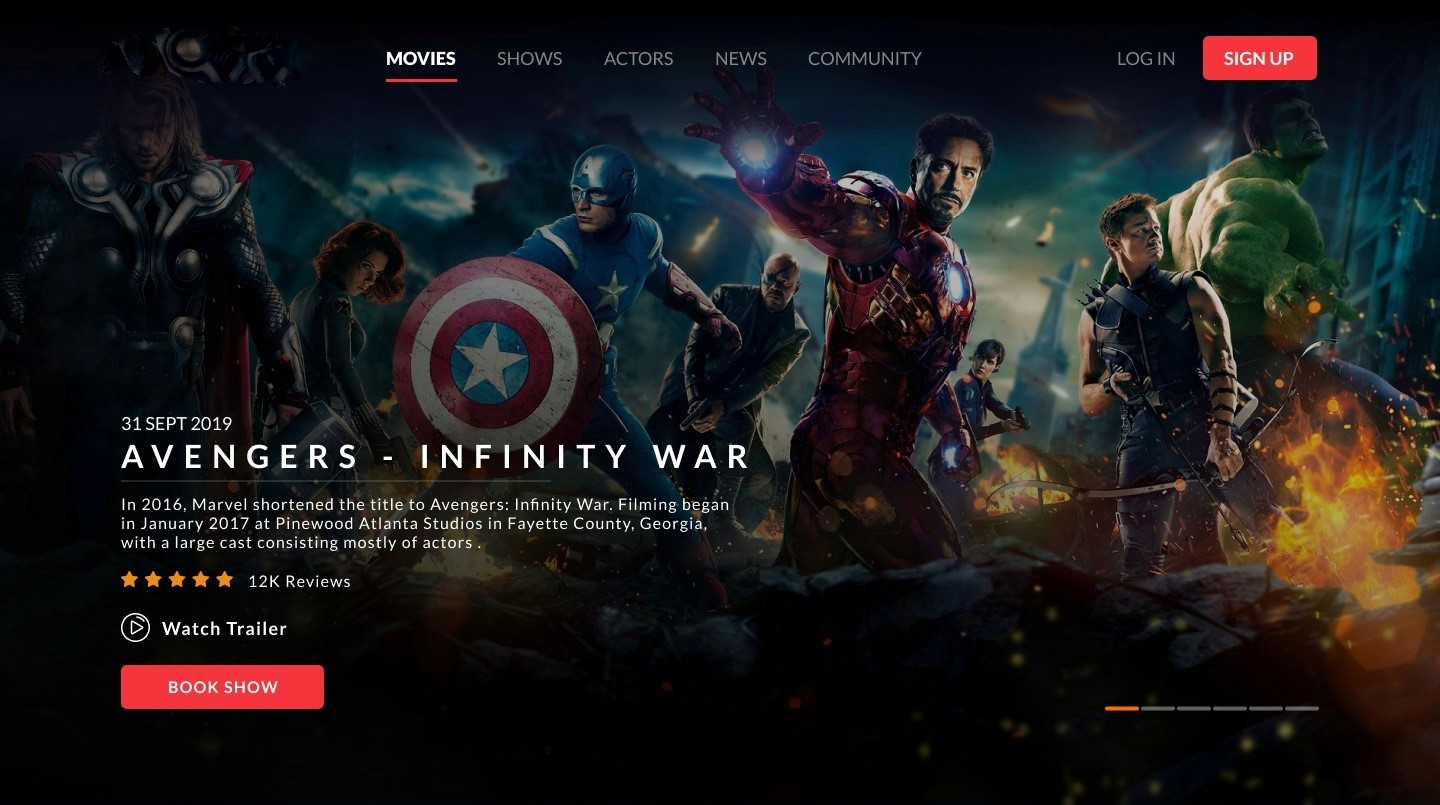 MOVIES SHOWS ACTORS NEWS COMMUNITY LOG IN SIGN UP
31 SEPT 2019
AVENGERS - INFINITY WAR
In 2016, Marvel shortened the title to Avengers: Infinity War. Filming began
in January 2017 at Pinewood Atlanta Studios in Fayette County, Georgia,
with a large cast consisting mostly of actors .
12K Reviews
Watch Trailer
BOOK SHOW